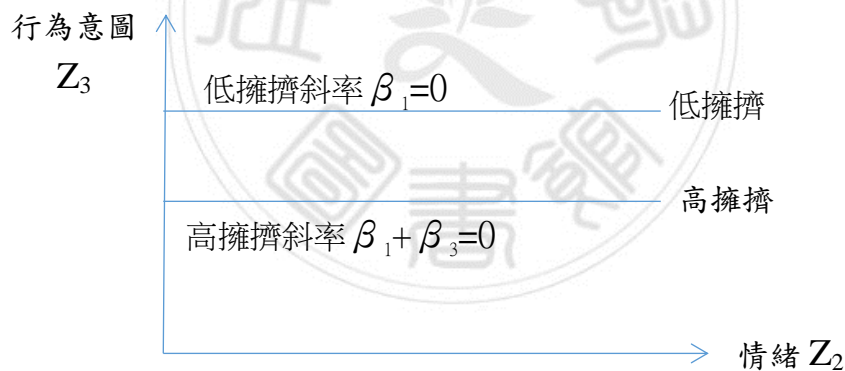 行為意圖
Z₃
低擁擠斜率 β₁=0
低擁擠
高擁擠
高擁擠斜率 β₁+ β₃=0
情緒 Z₂